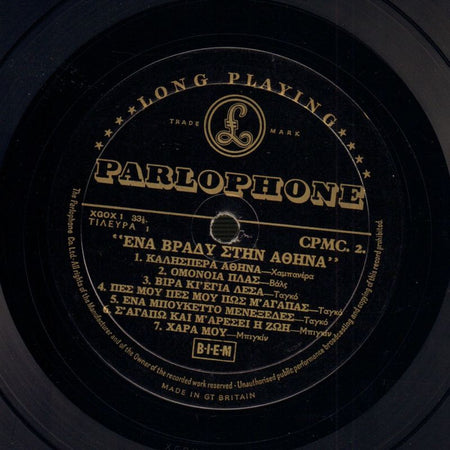 LONG PLAYING
TRADE MARK
£
PARLOPHONE
XGOX 1 33⅓.
ΤΙΛΕΥΡΑ 1
CPMC. 2.
"ΕΝΑ ΒΡΑΔΥ ΣΤΗΝ ΑΘΗΝΑ"
1. ΚΑΛΗΣΠΕΡΑ ΑΘΗΝΑ—Χαμπανέρα
2. ΟΜΟΝΟΙΑ ΠΛΑΣ—Βάλς
3. ΒΙΡΑ ΚΙ'ΕΓΙΑ ΛΕΣΑ—Ταγκό
4. ΠΕΣ ΜΟΥ ΠΕΣ ΜΟΥ ΠΩΣ Μ'ΑΓΑΠΑΣ—Ταγκό
5. ΕΝΑ ΜΠΟΥΚΕΤΤΟ ΜΕΝΕΞΕΔΕΣ—Ταγκό
6. Σ'ΑΓΑΠΩ ΚΑΙ Μ'ΑΡΕΣΕΙ Η ΖΩΗ—Μπιγκίν
7. ΧΑΡΑ ΜΟΥ—Μπιγκίν
B·I·E·M
The Parlophone Co. Ltd. All rights of the Manufacturer and of the Owner of the recorded work reserved - Unauthorised public performance broadcasting and copying of this record prohibited.
MADE IN GT BRITAIN